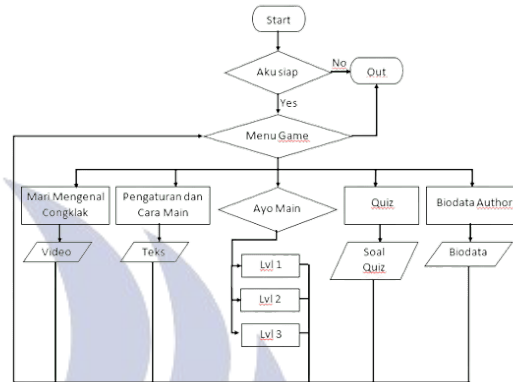 Start
Aku siap
No
Out
Yes
Menu Game
Mari Mengenal
Congklak
Pengaturan dan
Cara Main
Ayo Main
Quiz
Biodata Author
Video
Teks
Soal
Quiz
Biodata
Lvl 1
Lvl 2
Lvl 3